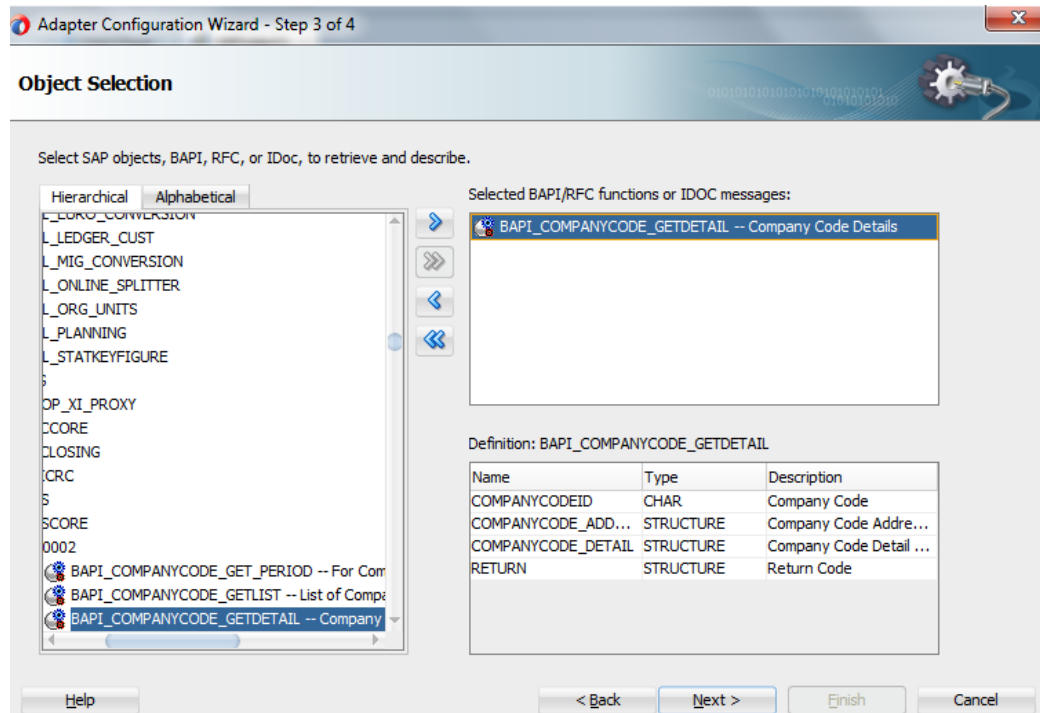 Adapter Configuration Wizard - Step 3 of 4
Object Selection
Select SAP objects, BAPI, RFC, or IDoc, to retrieve and describe.
Hierarchical Alphabetical
L_EURO_CONVERSION
L_LEDGER_CUST
L_MIG_CONVERSION
L_ONLINE_SPLITTER
L_ORG_UNITS
L_PLANNING
L_STATKEYFIGURE
S
OP_XI_PROXY
CCORE
CLOSING
CRC
S
SCORE
0002
BAPI_COMPANYCODE_GET_PERIOD -- For Com
BAPI_COMPANYCODE_GETLIST -- List of Compa
BAPI_COMPANYCODE_GETDETAIL -- Company
Selected BAPI/RFC functions or IDOC messages:
BAPI_COMPANYCODE_GETDETAIL -- Company Code Details
Definition: BAPI_COMPANYCODE_GETDETAIL
Name Type Description
COMPANYCODEID CHAR Company Code
COMPANYCODE_ADD... STRUCTURE Company Code Addre...
COMPANYCODE_DETAIL STRUCTURE Company Code Detail ...
RETURN STRUCTURE Return Code
Help < Back Next > Finish Cancel